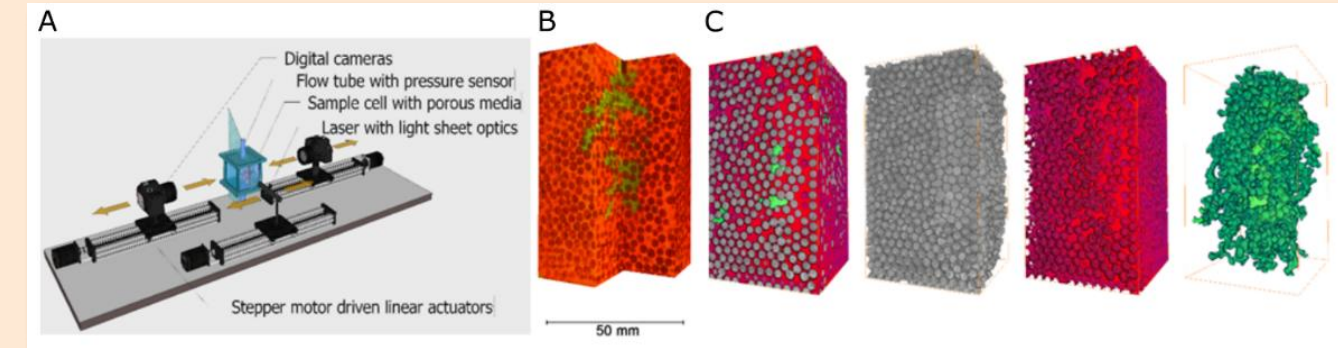 A
B
C
Digital cameras
Flow tube with pressure sensor
Sample cell with porous media
Laser with light sheet optics
Stepper motor driven linear actuators
50 mm